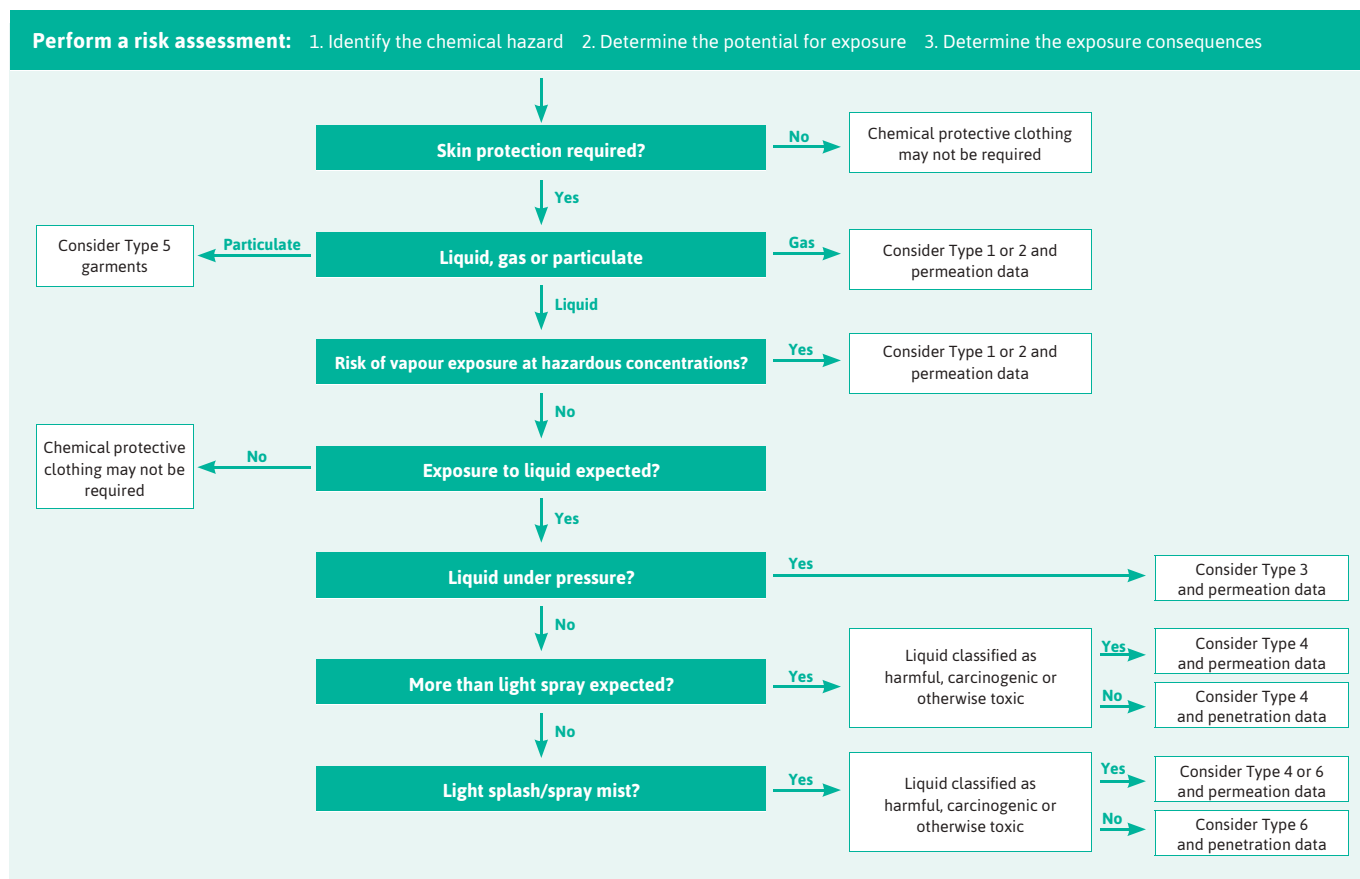 Perform a risk assessment: 1. Identify the chemical hazard 2. Determine the potential for exposure 3. Determine the exposure consequences
Skin protection required?
No
Chemical protective clothing
may not be required
Yes
Consider Type 5
garments
Particulate
Liquid, gas or particulate
Gas
Consider Type 1 or 2 and
permeation data
Liquid
Risk of vapour exposure at hazardous concentrations?
Yes
Consider Type 1 or 2 and
permeation data
No
Chemical protective
clothing may not be
required
No
Exposure to liquid expected?
Yes
Liquid under pressure?
Yes
Consider Type 3
and permeation data
No
More than light spray expected?
Yes
Liquid classified as
harmful, carcinogenic or
otherwise toxic
Yes
Consider Type 4
and permeation data
No
Consider Type 4
and penetration data
No
Light splash/spray mist?
Yes
Liquid classified as
harmful, carcinogenic or
otherwise toxic
Yes
Consider Type 4 or 6
and permeation data
No
Consider Type 6
and penetration data